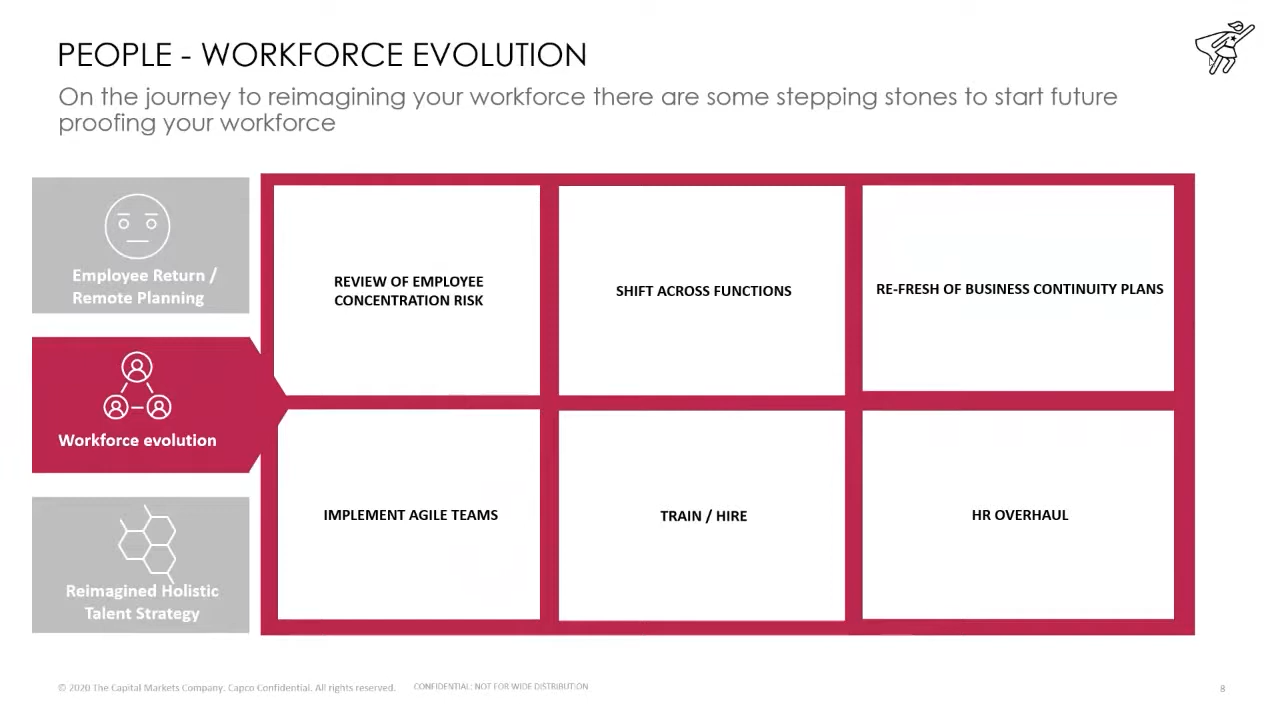 PEOPLE - WORKFORCE EVOLUTION
On the journey to reimagining your workforce there are some stepping stones to start future
proofing your workforce
Employee Return /
Remote Planning
Workforce evolution
Reimagined Holistic
Talent Strategy
REVIEW OF EMPLOYEE
CONCENTRATION RISK
SHIFT ACROSS FUNCTIONS
RE-FRESH OF BUSINESS CONTINUITY PLANS
IMPLEMENT AGILE TEAMS
TRAIN / HIRE
HR OVERHAUL
© 2020 The Capital Markets Company. Capco Confidential. All rights reserved.
CONFIDENTIAL: NOT FOR WIDE DISTRIBUTION
8